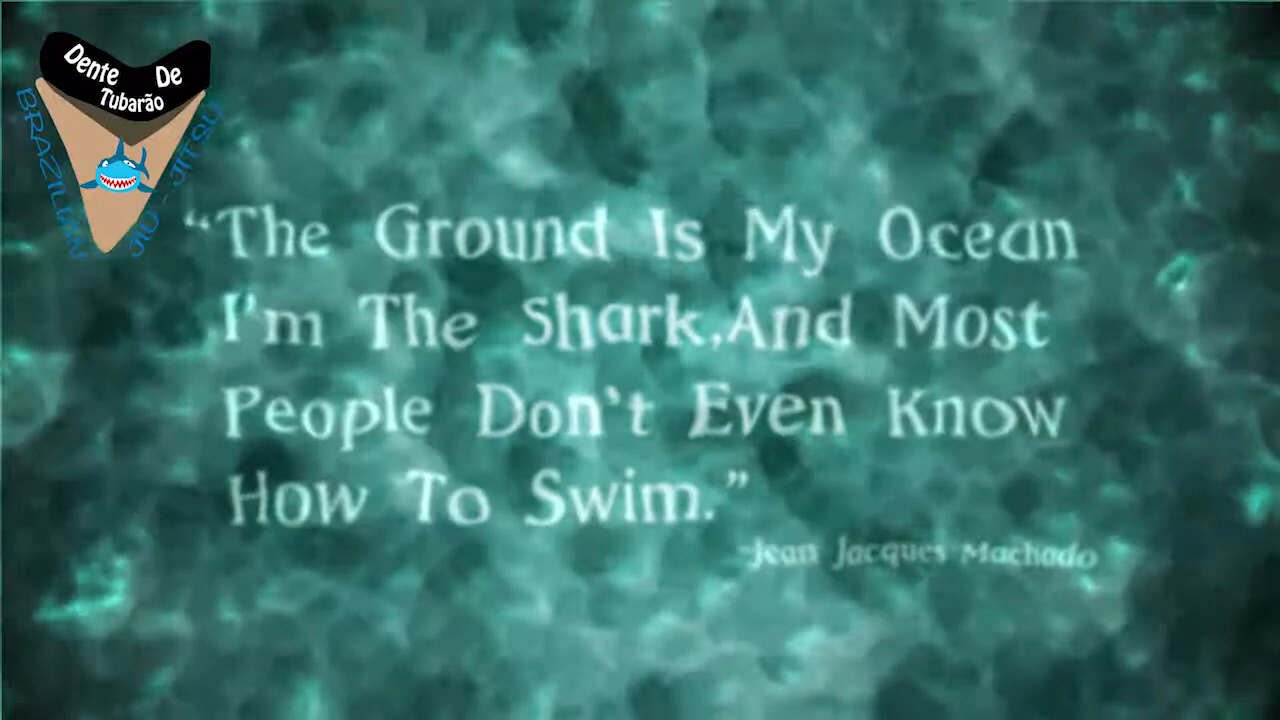 Dente De
Tubarão
BRAZILIAN
JIU JITSU
“The Ground Is My Ocean
I'm The Shark,And Most
People Don't Even Know
How To Swim.”
-Jean Jacques Machado